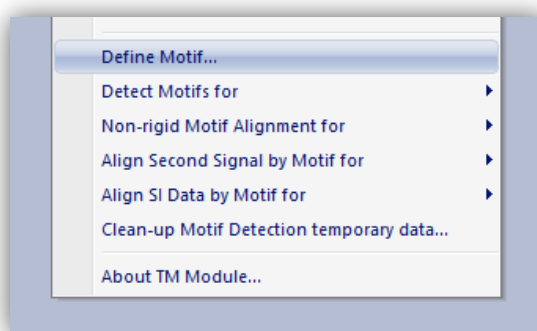 Define Motif...
Detect Motifs for
Non-rigid Motif Alignment for
Align Second Signal by Motif for
Align SI Data by Motif for
Clean-up Motif Detection temporary data...
About TM Module...